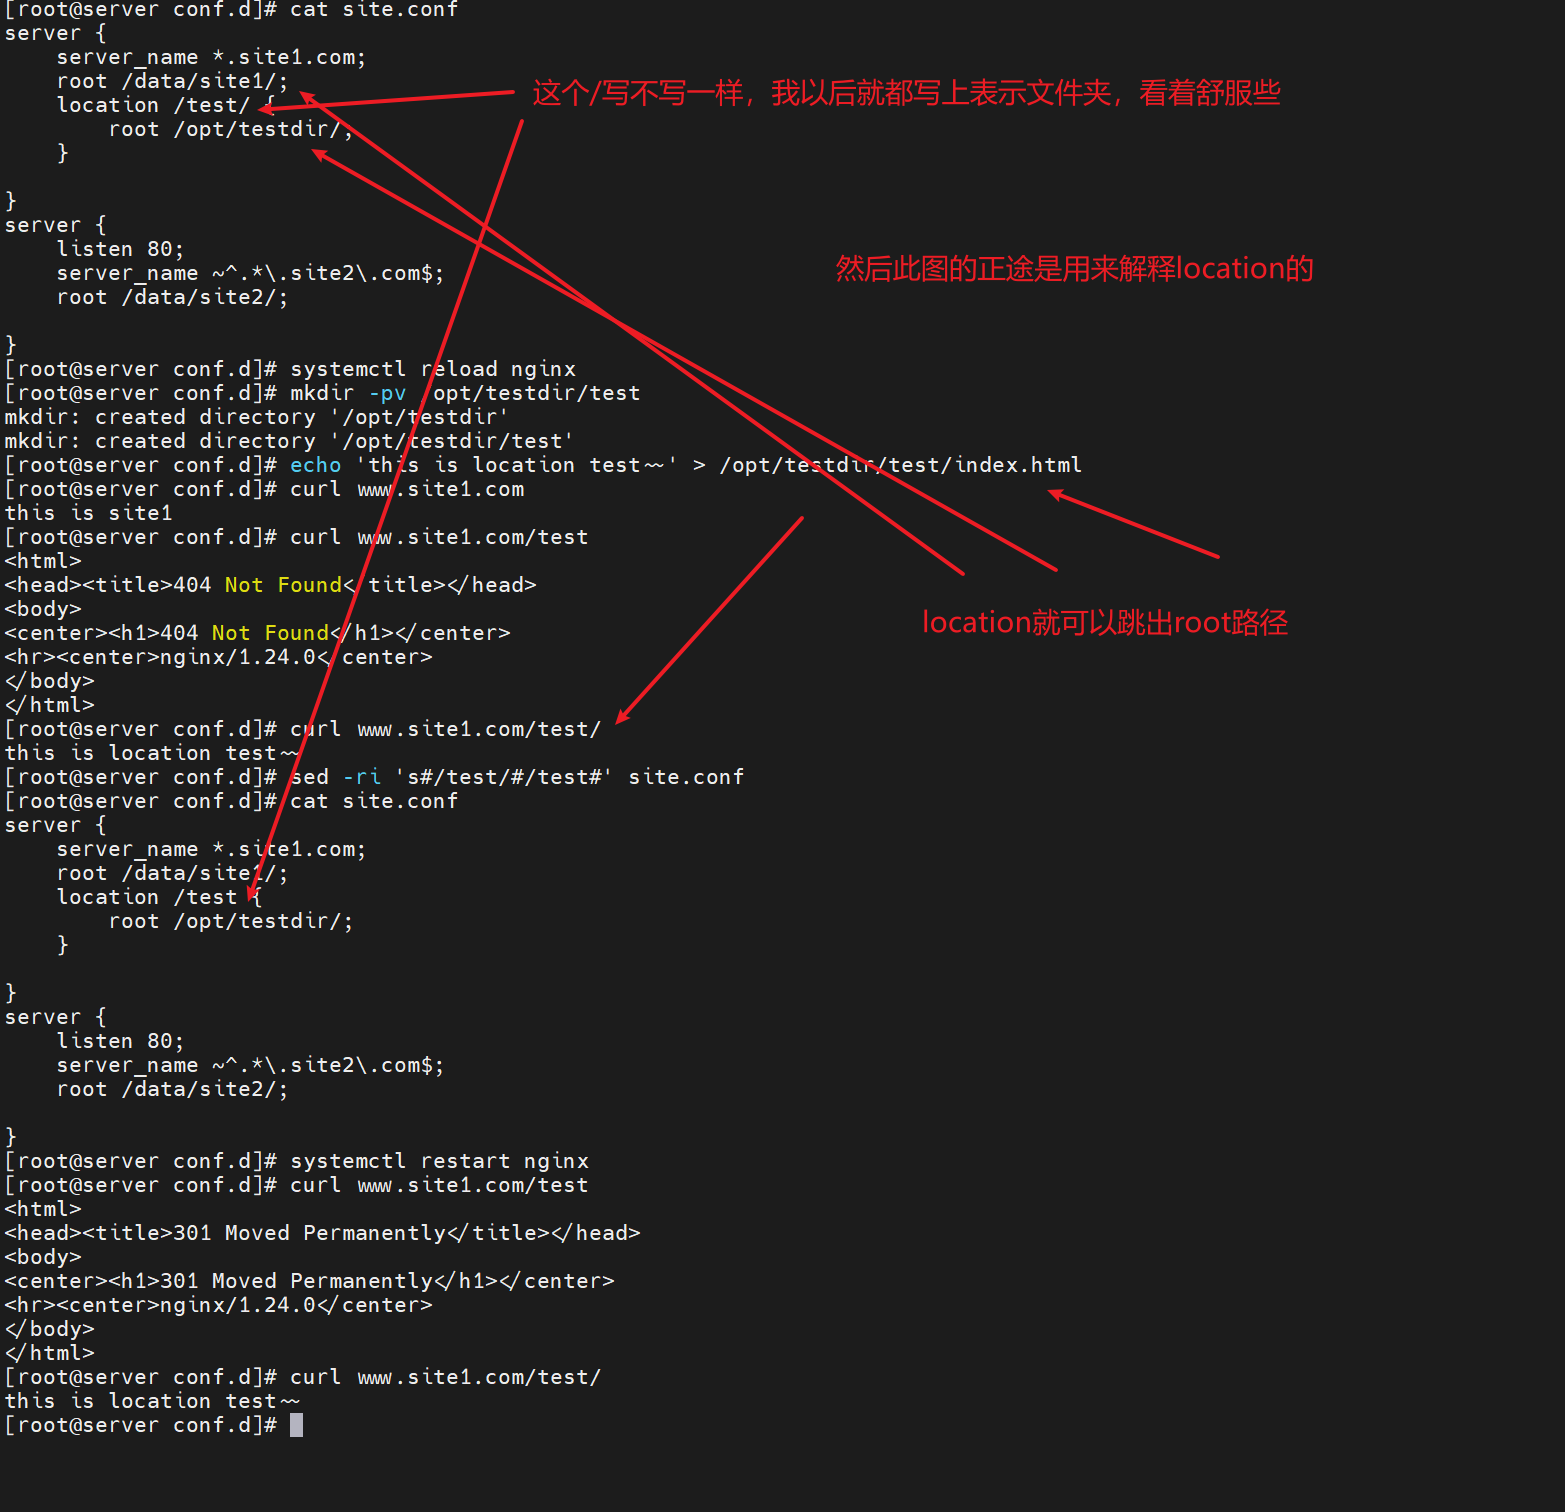 [root@server conf.d]# cat site.conf
server {
    server_name *.site1.com;
    root /data/site1/;
    location /test/ {
        root /opt/testdir/;
    }
这个/写不写一样，我以后就都写上表示文件夹，看着舒服些

}
server {
    listen 80;
    server_name ~^.*\.site2\.com$;
    root /data/site2/;
然后此图的正途是用来解释location的

}
[root@server conf.d]# systemctl reload nginx
[root@server conf.d]# mkdir -pv /opt/testdir/test
mkdir: created directory '/opt/testdir'
mkdir: created directory '/opt/testdir/test'
[root@server conf.d]# echo 'this is location test~~' > /opt/testdir/test/index.html
[root@server conf.d]# curl www.site1.com
this is site1
[root@server conf.d]# curl www.site1.com/test
<html>
<head><title>404 Not Found</title></head>
<body>
<center><h1>404 Not Found</h1></center>
<hr><center>nginx/1.24.0</center>
</body>
</html>
location就可以跳出root路径
[root@server conf.d]# curl www.site1.com/test/
this is location test~~
[root@server conf.d]# sed -ri 's#/test/#/test#' site.conf
[root@server conf.d]# cat site.conf
server {
    server_name *.site1.com;
    root /data/site1/;
    location /test {
        root /opt/testdir/;
    }

}
server {
    listen 80;
    server_name ~^.*\.site2\.com$;
    root /data/site2/;

}
[root@server conf.d]# systemctl restart nginx
[root@server conf.d]# curl www.site1.com/test
<html>
<head><title>301 Moved Permanently</title></head>
<body>
<center><h1>301 Moved Permanently</h1></center>
<hr><center>nginx/1.24.0</center>
</body>
</html>
[root@server conf.d]# curl www.site1.com/test/
this is location test~~
[root@server conf.d]#